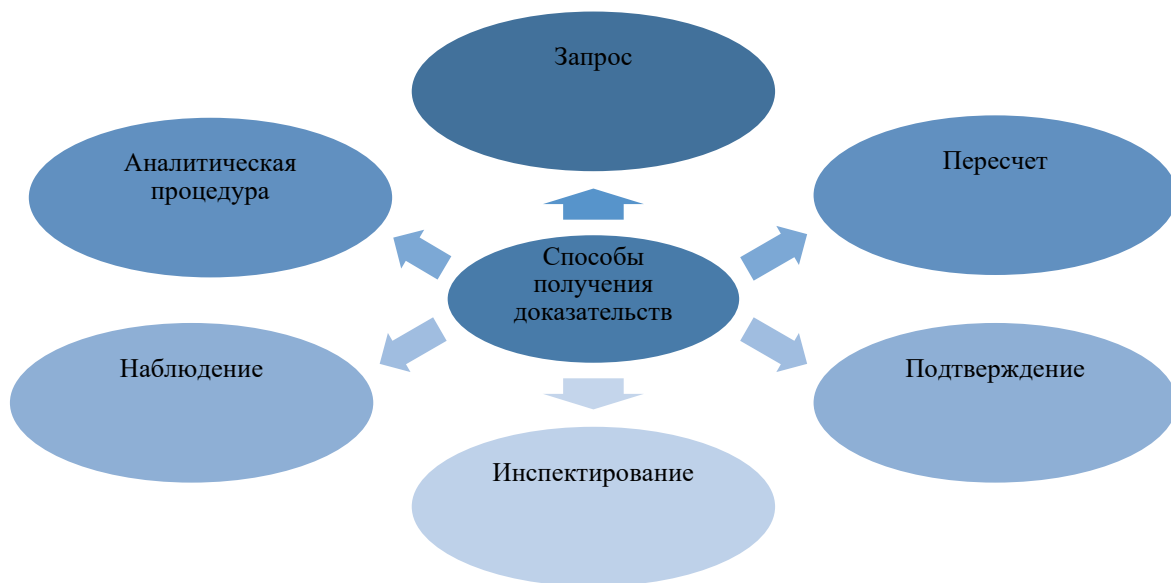 Запрос
Аналитическая
процедура
Пересчет
Способы
получения
доказательств
Наблюдение
Подтверждение
Инспектирование